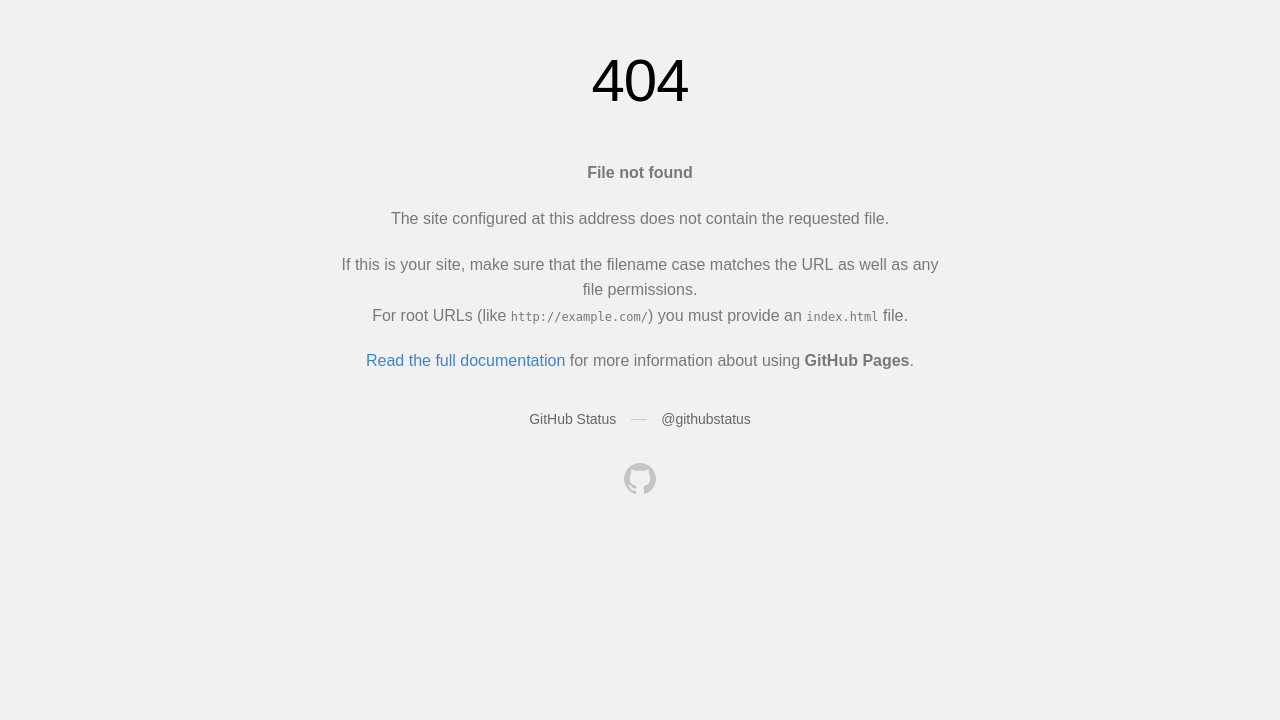 404
File not found
The site configured at this address does not contain the requested file.
If this is your site, make sure that the filename case matches the URL as well as any
file permissions.
For root URLs (like http://example.com/) you must provide an index.html file.
Read the full documentation for more information about using GitHub Pages.
GitHub Status — @githubstatus